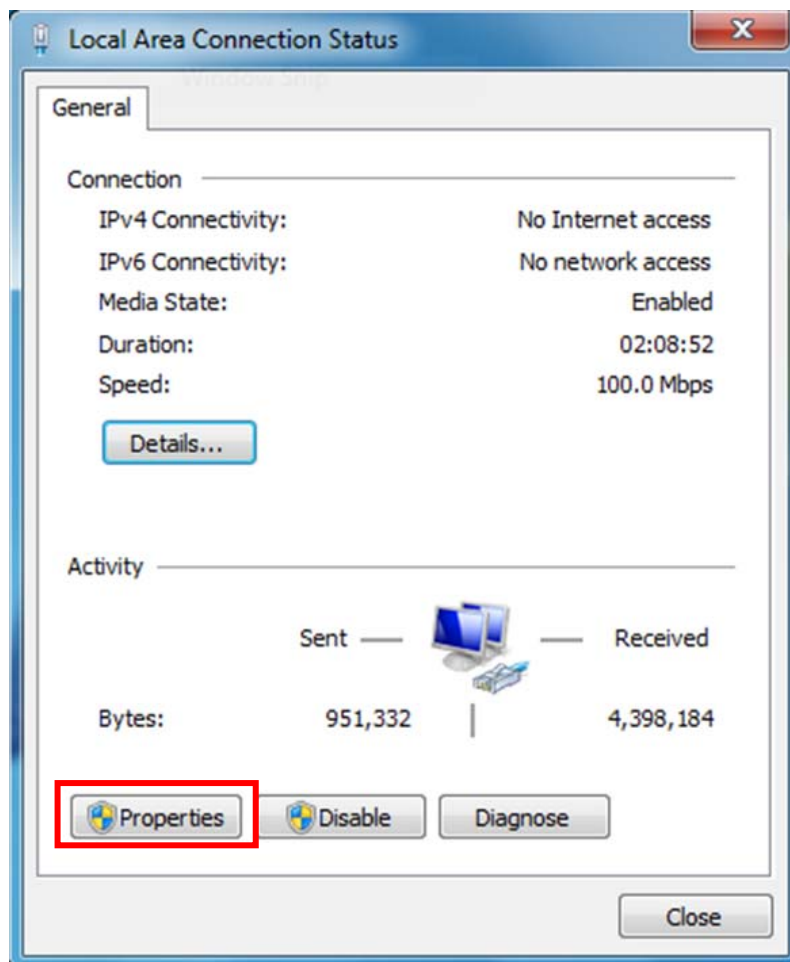 Local Area Connection Status
X
Window Snip
General
Connection
IPv4 Connectivity: No Internet access
IPv6 Connectivity: No network access
Media State: Enabled
Duration: 02:08:52
Speed: 100.0 Mbps
Details...
Activity
Sent Received
Bytes: 951,332 4,398,184
Properties Disable Diagnose
Close